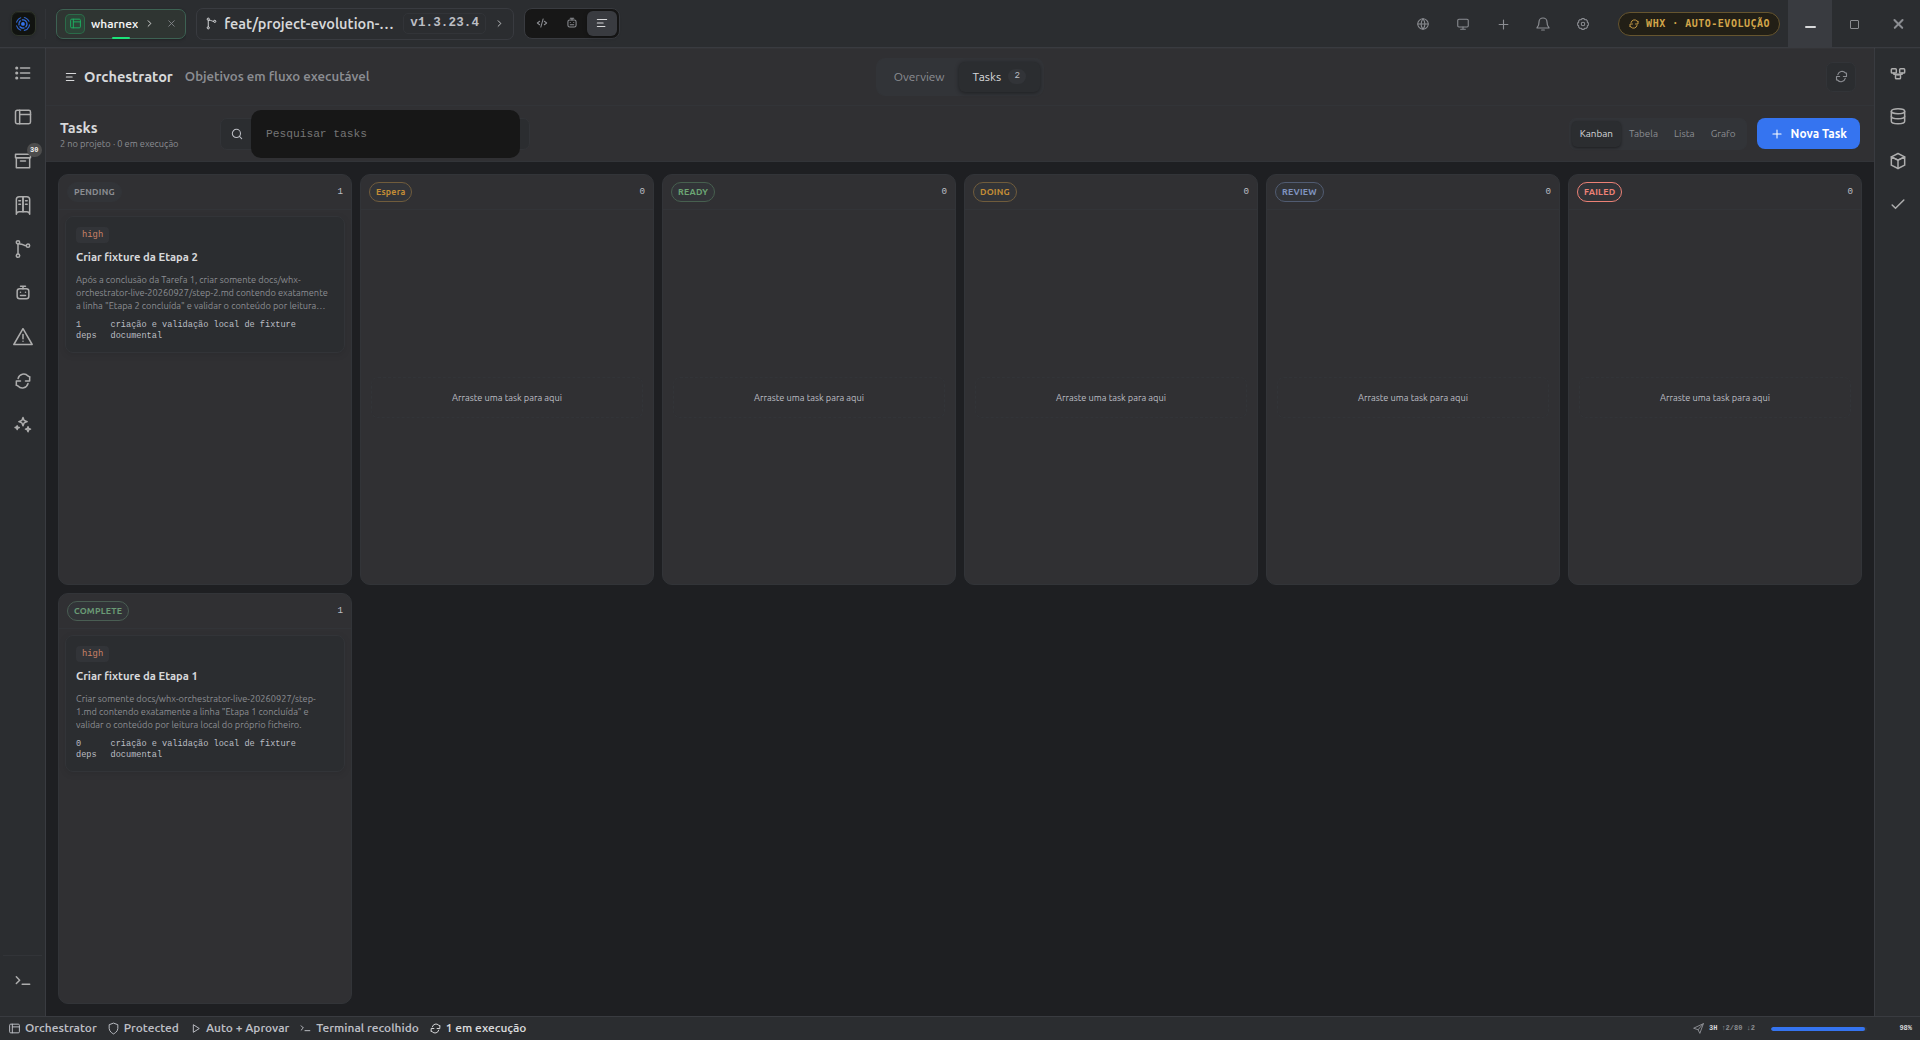 wharnex
feat/project-evolution-...
v1.3.23.4
WHX · AUTO-EVOLUÇÃO
Orchestrator
Objetivos em fluxo executável
Overview
Tasks 2
Tasks
2 no projeto · 0 em execução
Pesquisar tasks
Kanban
Tabela
Lista
Grafo
Nova Task
30
PENDING 1
high
Criar fixture da Etapa 2
Após a conclusão da Tarefa 1, criar somente docs/whx-
orchestrator-live-20260927/step-2.md contendo exatamente
a linha "Etapa 2 concluída" e validar o conteúdo por leitura...
1 criação e validação local de fixture
deps documental
Espera 0
Arraste uma task para aqui
READY 0
Arraste uma task para aqui
DOING 0
Arraste uma task para aqui
REVIEW 0
Arraste uma task para aqui
FAILED 0
Arraste uma task para aqui
COMPLETE 1
high
Criar fixture da Etapa 1
Criar somente docs/whx-orchestrator-live-20260927/step-
1.md contendo exatamente a linha "Etapa 1 concluída" e
validar o conteúdo por leitura local do próprio ficheiro.
0 criação e validação local de fixture
deps documental
Orchestrator
Protected
Auto + Aprovar
Terminal recolhido
1 em execução
3H ↑2/80 ↓2
98%